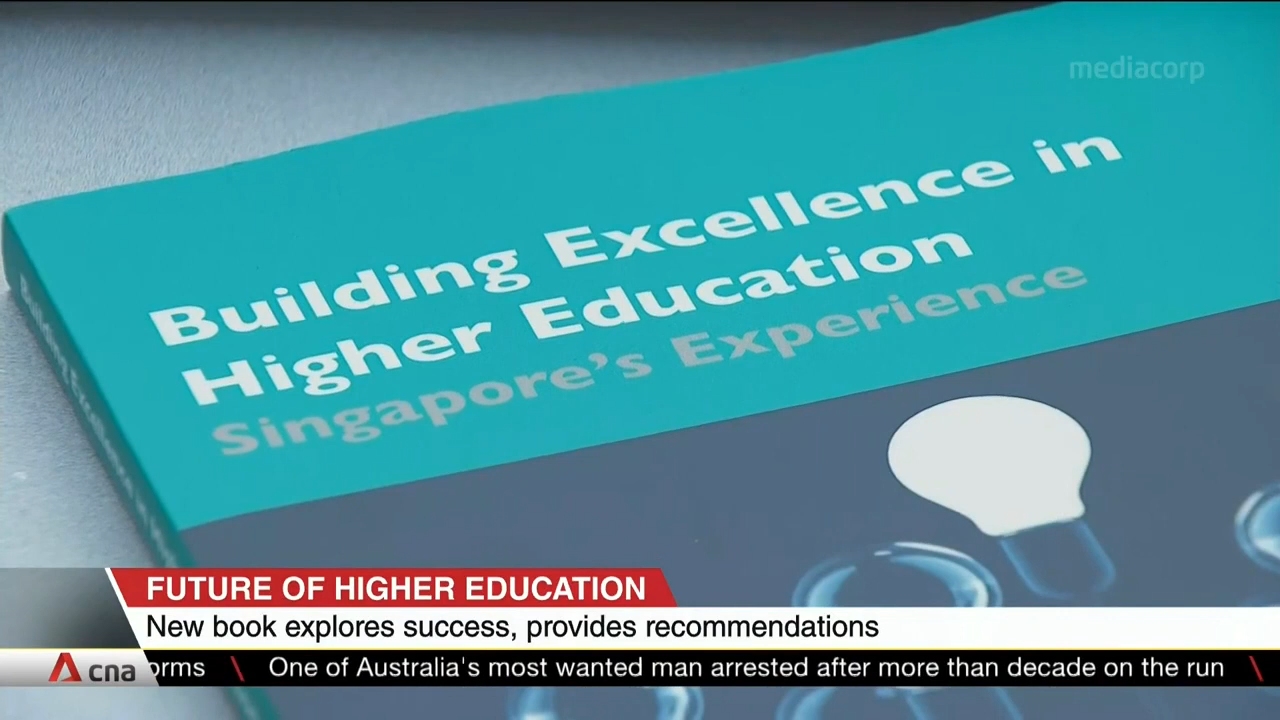 mediacorp
Building Excellence in
Higher Education
Singapore's Experience
FUTURE OF HIGHER EDUCATION
New book explores success, provides recommendations
cna
orms \ One of Australia's most wanted man arrested after more than decade on the run \